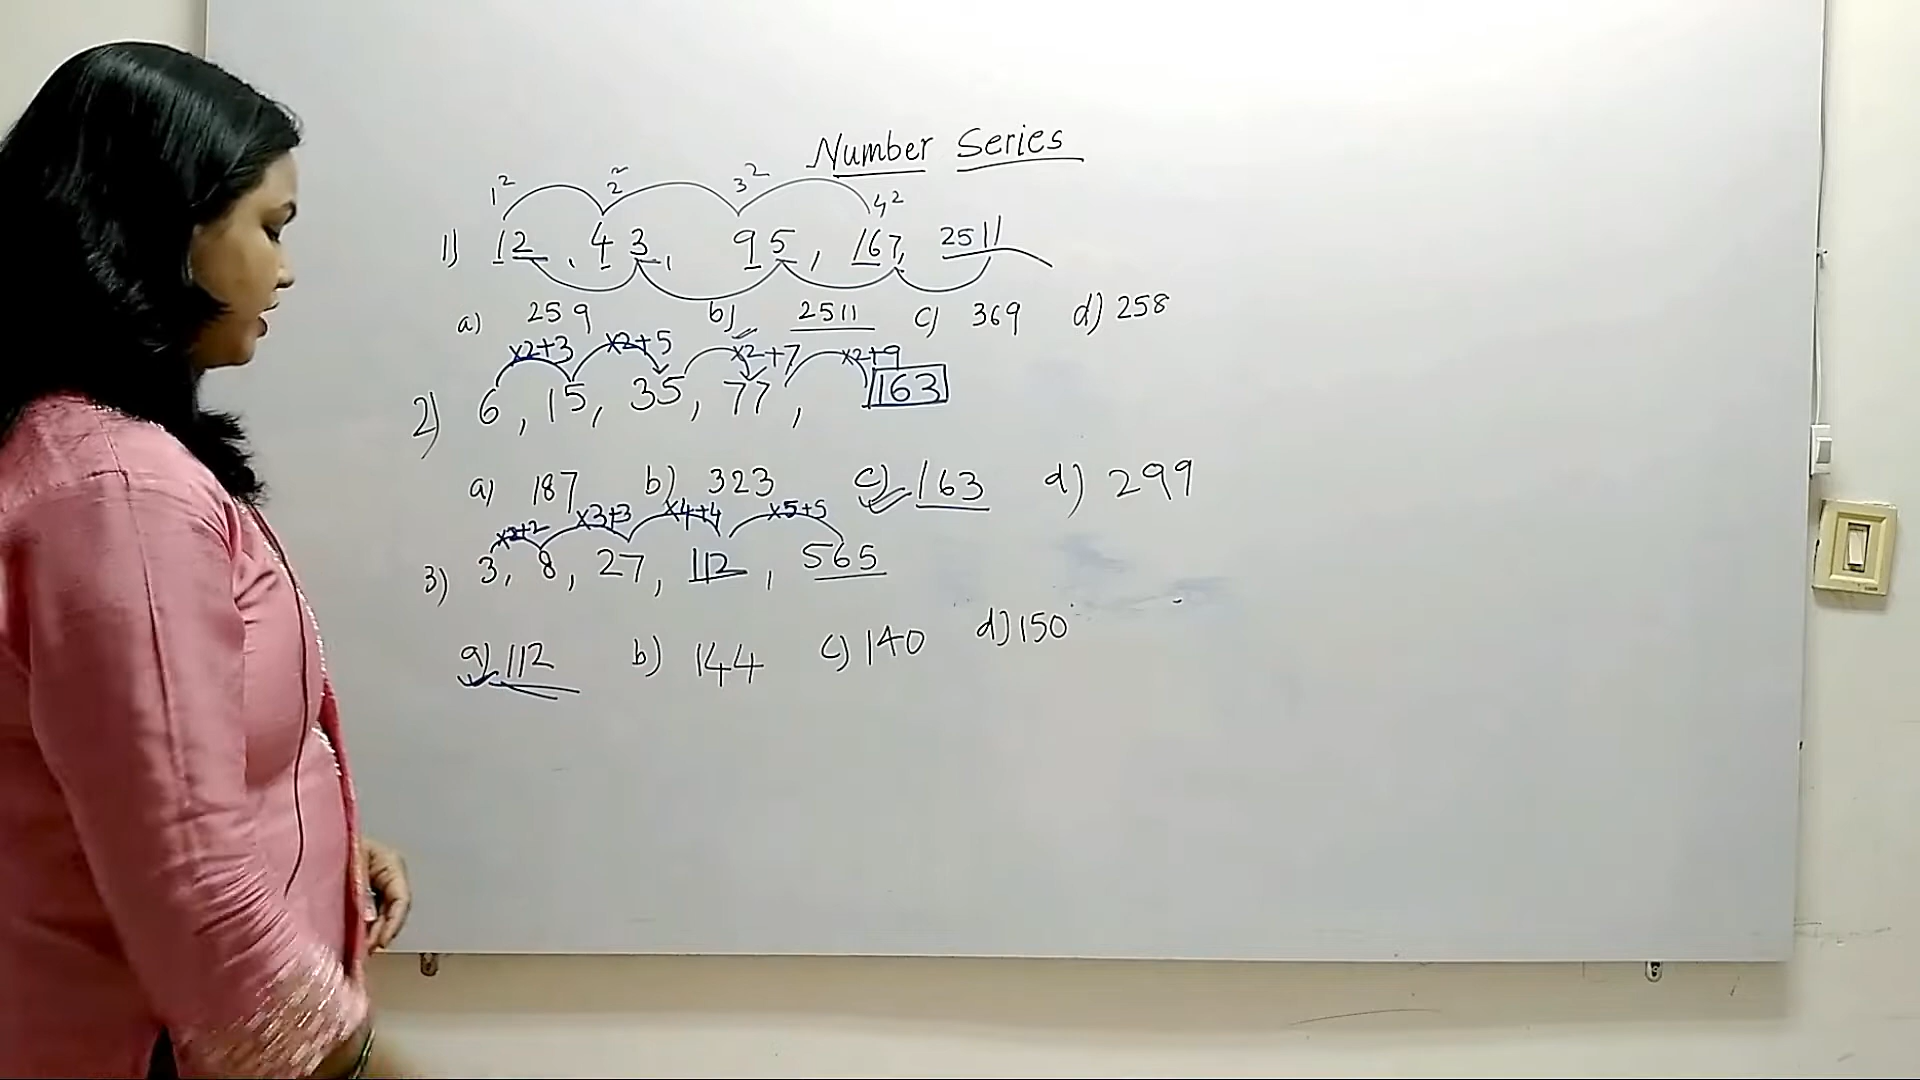 Number Series
1² 2² 3² 4²
1) 12, 43, 95, 167, 2511
a) 259 b) 2511 c) 369 d) 258
×2+3 ×2+5 ×2+7 ×2+9
2) 6, 15, 35, 77, 163
a) 187 b) 323 c) 163 d) 299
×2+2 ×3+3 ×4+4 ×5+5
3) 3, 8, 27, 112, 565
a) 112 b) 144 c) 140 d) 150